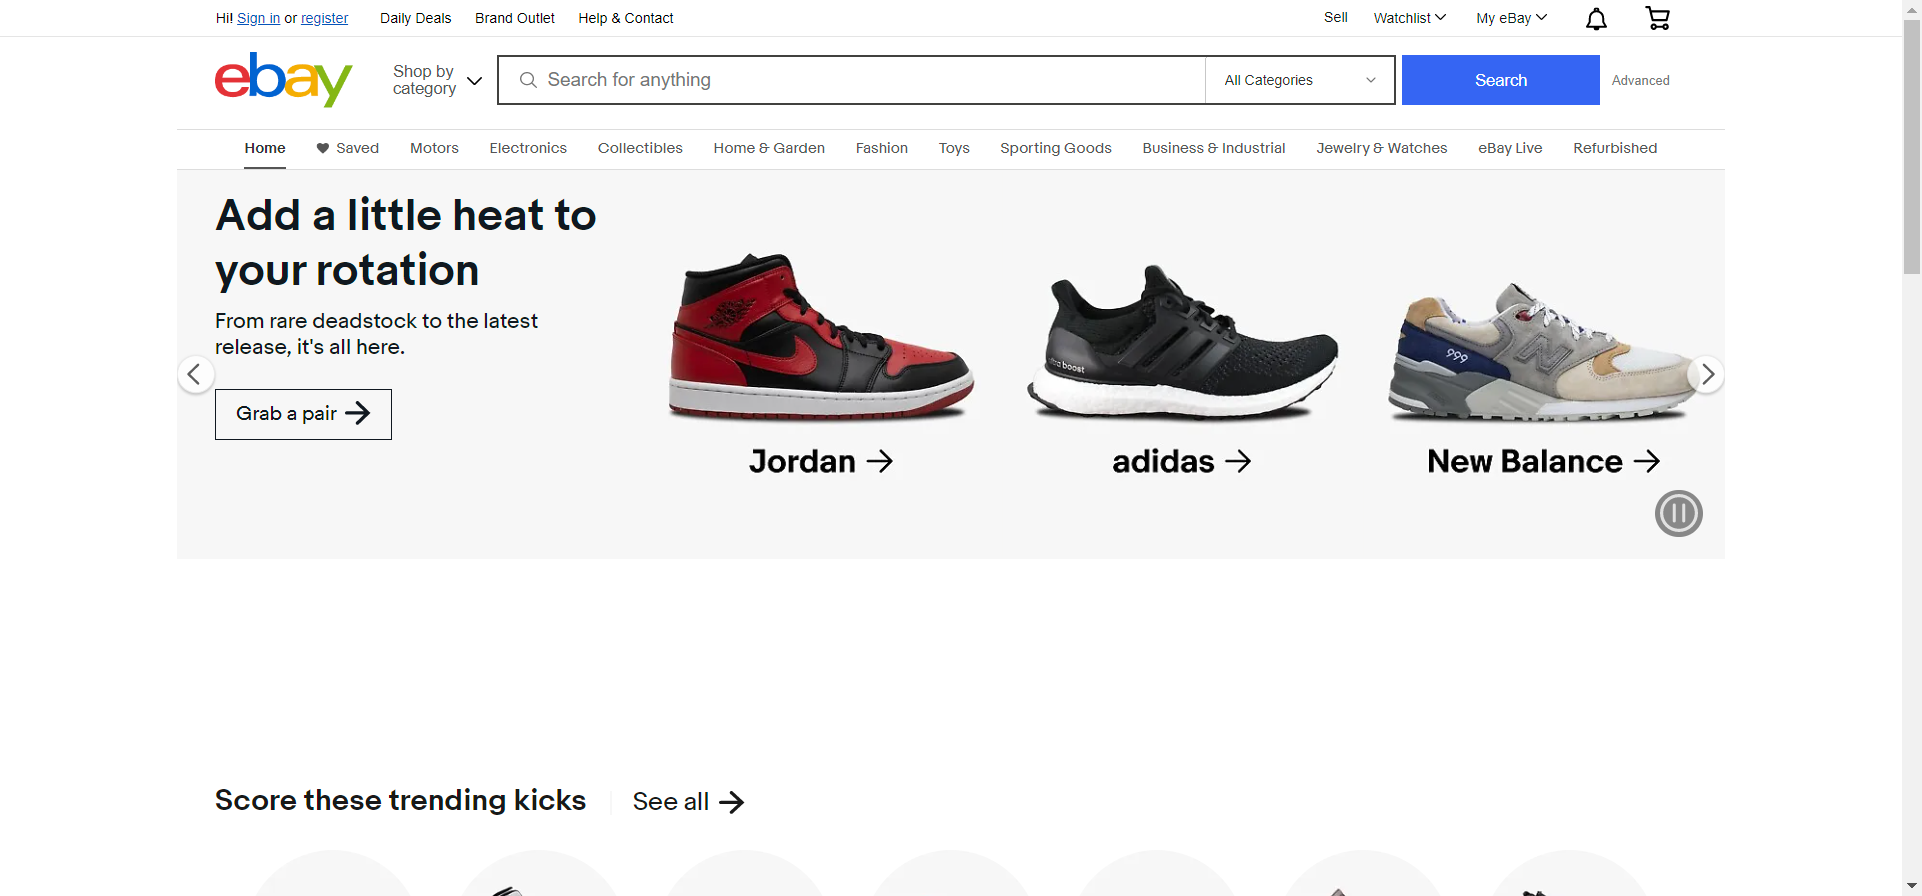 Hi! Sign in or register Daily Deals Brand Outlet Help & Contact Sell Watchlist My eBay
ebay
Shop by
category
Search for anything
All Categories
Search
Advanced
Home Saved Motors Electronics Collectibles Home & Garden Fashion Toys Sporting Goods Business & Industrial Jewelry & Watches eBay Live Refurbished
Add a little heat to
your rotation
From rare deadstock to the latest
release, it's all here.
Grab a pair
ultra boost
999
N
Jordan
adidas
New Balance
Score these trending kicks
See all